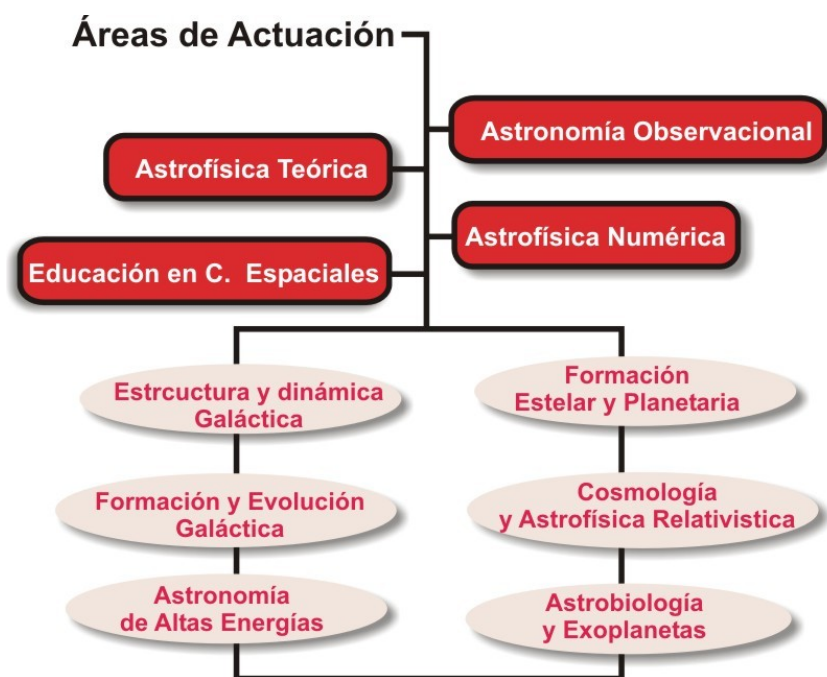 Áreas de Actuación
Astronomía Observacional
Astrofísica Teórica
Astrofísica Numérica
Educación en C. Espaciales
Estrcuctura y dinámica
Galáctica
Formación
Estelar y Planetaria
Formación y Evolución
Galáctica
Cosmología
y Astrofísica Relativistica
Astronomía
de Altas Energías
Astrobiología
y Exoplanetas